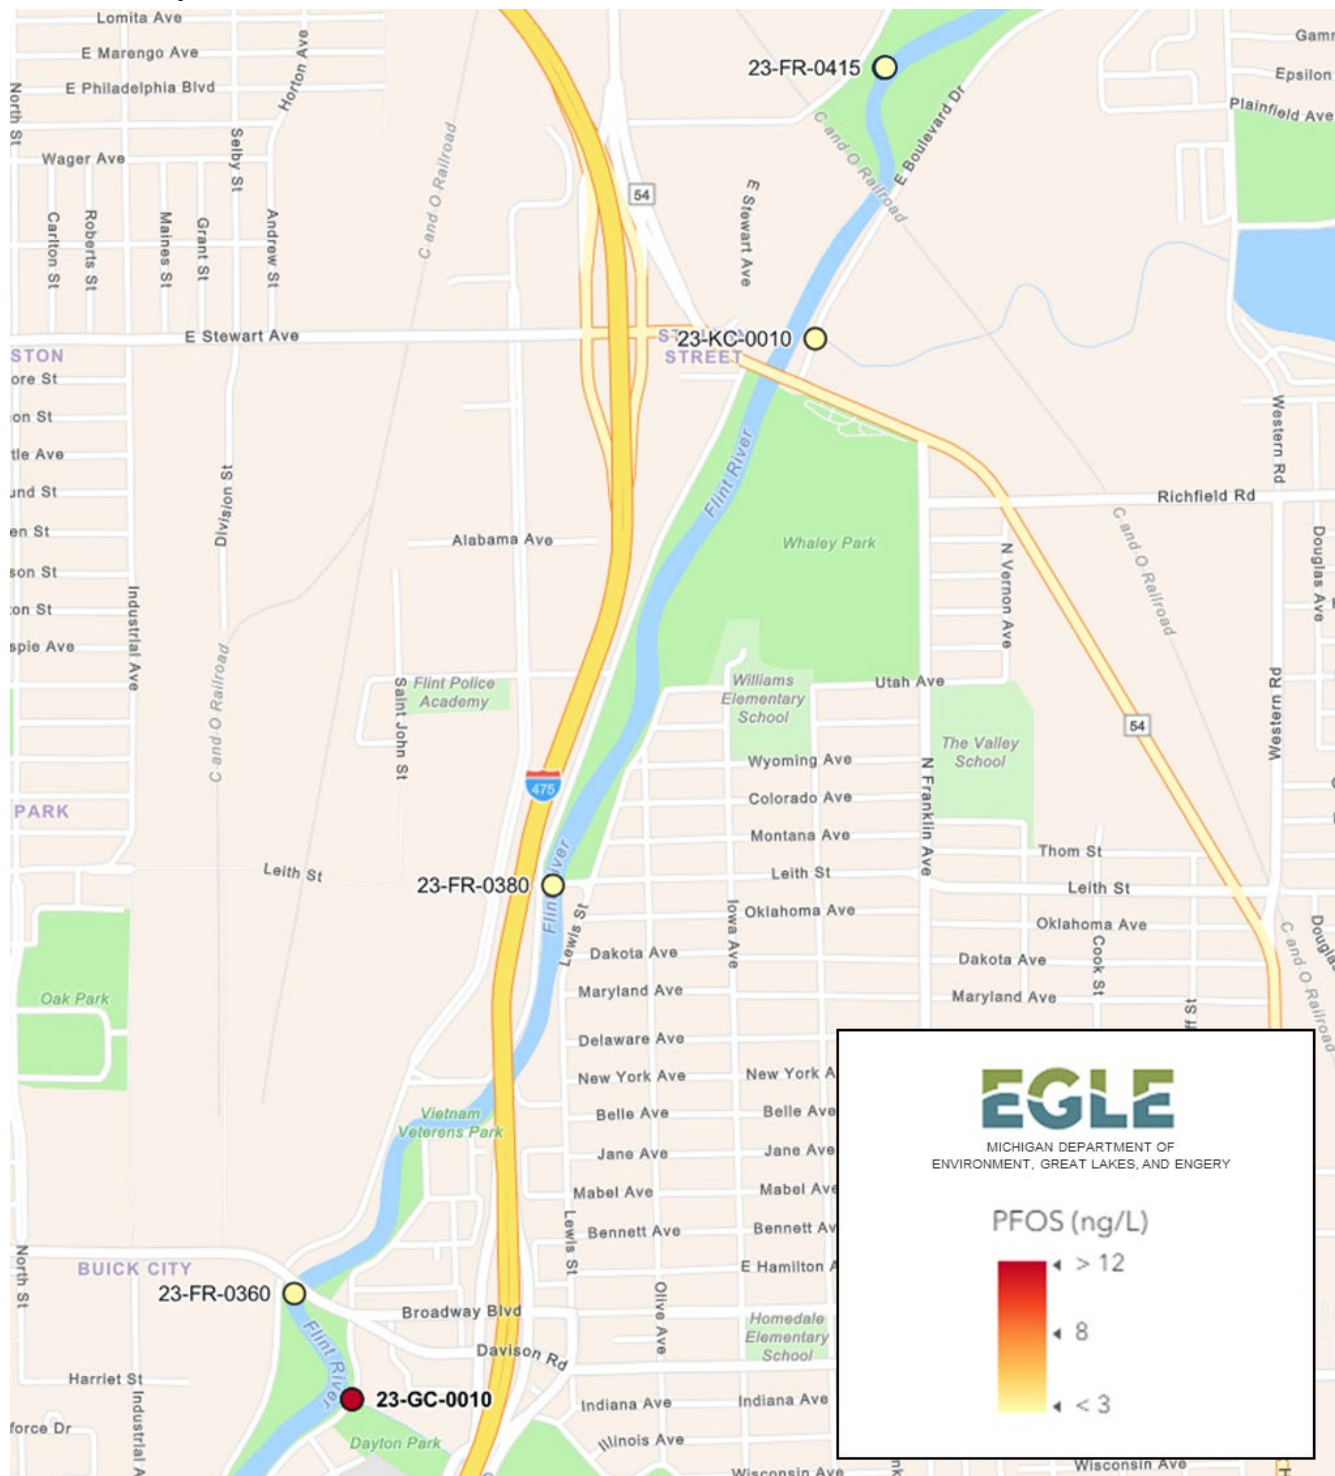 Lomita Ave
E Marengo Ave
E Philadelphia Blvd
Horton Ave
North St
Wager Ave
Selby St
Carlton St
Roberts St
Maines St
Grant St
Andrew St
C and O Railroad
54
23-FR-0415
C and O Railroad
E Boulevard Dr
E Stewart Ave
Epsilon
Plainfield Ave
E Stewart Ave
23-KC-0010
STREET
STON
ore St
on St
tle Ave
und St
en St
son St
ton St
spie Ave
Division St
Industrial Ave
C and O Railroad
Alabama Ave
Flint River
Whaley Park
Richfield Rd
Western Rd
Douglas Ave
C and O Railroad
N Vernon Ave
Saint John St
Flint Police
Academy
Williams
Elementary
School
Utah Ave
The Valley
School
54
Western Rd
475
PARK
Wyoming Ave
Colorado Ave
Montana Ave
N Franklin Ave
Thom St
Leith St
23-FR-0380
Leith St
Leith St
Lewis St
Iowa Ave
Oklahoma Ave
Oklahoma Ave
Dakota Ave
Dakota Ave
Cook St
Maryland Ave
Maryland Ave
C and O Railroad
Oak Park
Delaware Ave
New York Ave
New York A
Belle Ave
Belle Ave
Jane Ave
Jane Ave
Mabel Ave
Mabel Ave
Bennett Ave
Bennett Av
E Hamilton A
Vietnam
Veterens Park
Lewis St
Olive Ave
North St
BUICK CITY
23-FR-0360
Flint River
Broadway Blvd
Davison Rd
Homedale
Elementary
School
Harriet St
Industrial A
23-GC-0010
Indiana Ave
Indiana Ave
force Dr
Dayton Park
Illinois Ave
Wisconsin Ave
Wisconsin Ave
EGLE
MICHIGAN DEPARTMENT OF
ENVIRONMENT, GREAT LAKES, AND ENGERY
PFOS (ng/L)
> 12
8
< 3